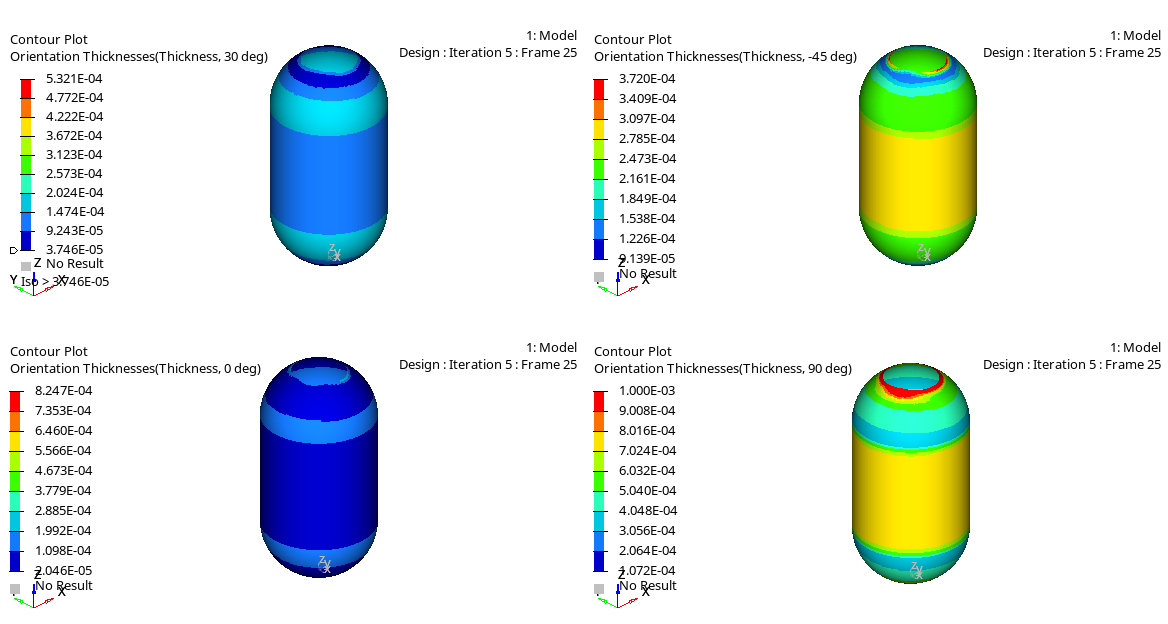 Contour Plot
Orientation Thicknesses(Thickness, 30 deg)
5.321E-04
4.772E-04
4.222E-04
3.672E-04
3.123E-04
2.573E-04
2.024E-04
1.474E-04
9.243E-05
3.746E-05
No Result
Iso > 3.746E-05
Z
Y
X
1: Model
Design : Iteration 5 : Frame 25
z
y
x
Contour Plot
Orientation Thicknesses(Thickness, -45 deg)
3.720E-04
3.409E-04
3.097E-04
2.785E-04
2.473E-04
2.161E-04
1.849E-04
1.538E-04
1.226E-04
9.139E-05
No Result
Z
X
1: Model
Design : Iteration 5 : Frame 25
z
y
x
Contour Plot
Orientation Thicknesses(Thickness, 0 deg)
8.247E-04
7.353E-04
6.460E-04
5.566E-04
4.673E-04
3.779E-04
2.885E-04
1.992E-04
1.098E-04
2.046E-05
No Result
Z
X
1: Model
Design : Iteration 5 : Frame 25
z
y
x
Contour Plot
Orientation Thicknesses(Thickness, 90 deg)
1.000E-03
9.008E-04
8.016E-04
7.024E-04
6.032E-04
5.040E-04
4.048E-04
3.056E-04
2.064E-04
1.072E-04
No Result
Z
X
1: Model
Design : Iteration 5 : Frame 25
z
y
x